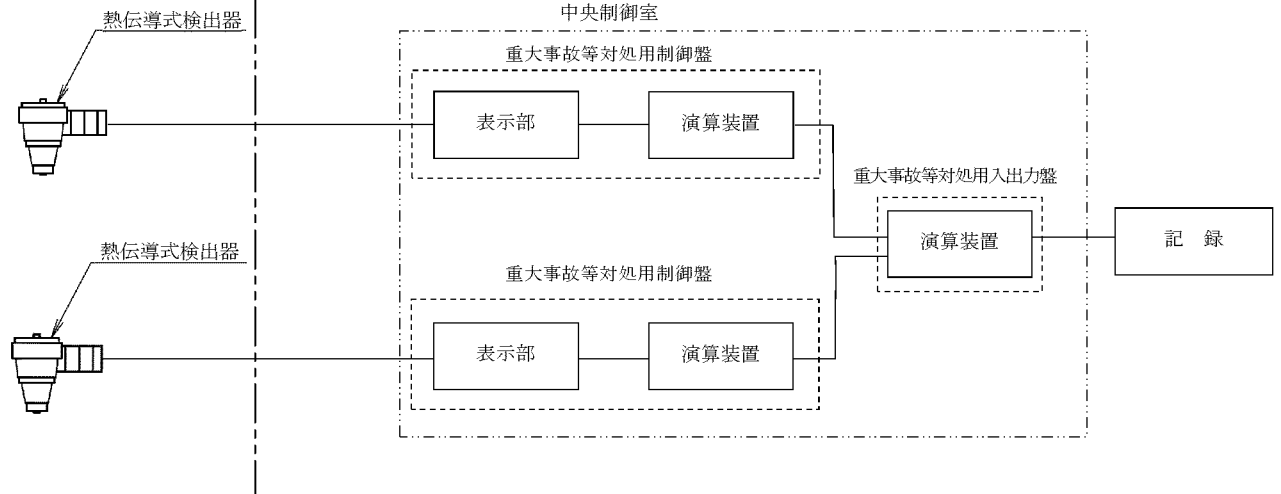 中央制御室
熱伝導式検出器
重大事故等対処用制御盤
表示部
演算装置
重大事故等対処用入出力盤
演算装置
記　録
熱伝導式検出器
重大事故等対処用制御盤
表示部
演算装置